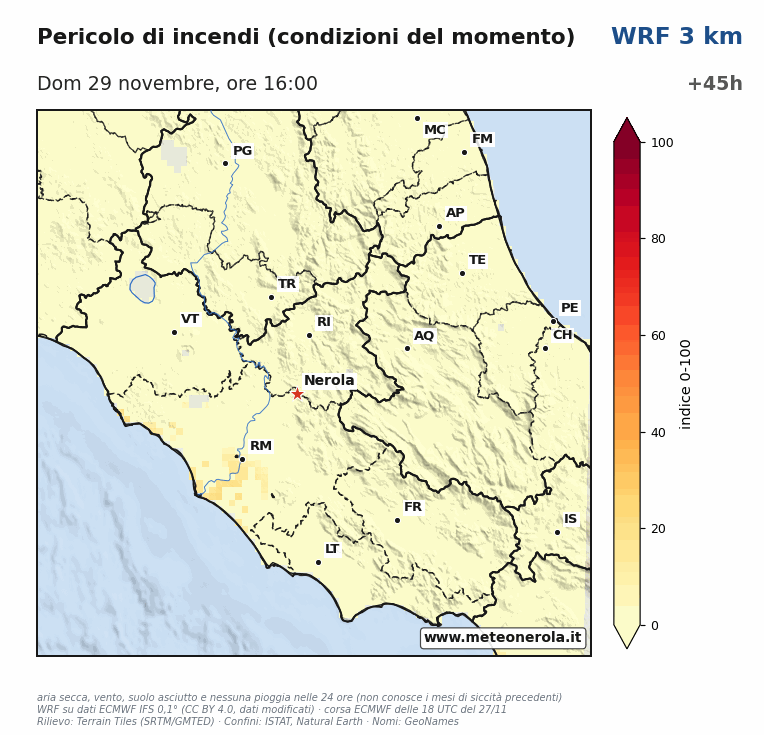 Pericolo di incendi (condizioni del momento)
WRF 3 km
Dom 29 novembre, ore 16:00
+45h
MC
FM
PG
AP
TE
TR
PE
VT
RI
AQ
CH
Nerola
RM
FR
IS
LT
www.meteonerola.it
100
80
60
40
20
0
indice 0-100
aria secca, vento, suolo asciutto e nessuna pioggia nelle 24 ore (non conosce i mesi di siccità precedenti)
WRF su dati ECMWF IFS 0,1° (CC BY 4.0, dati modificati) · corsa ECMWF delle 18 UTC del 27/11
Rilievo: Terrain Tiles (SRTM/GMTED) · Confini: ISTAT, Natural Earth · Nomi: GeoNames